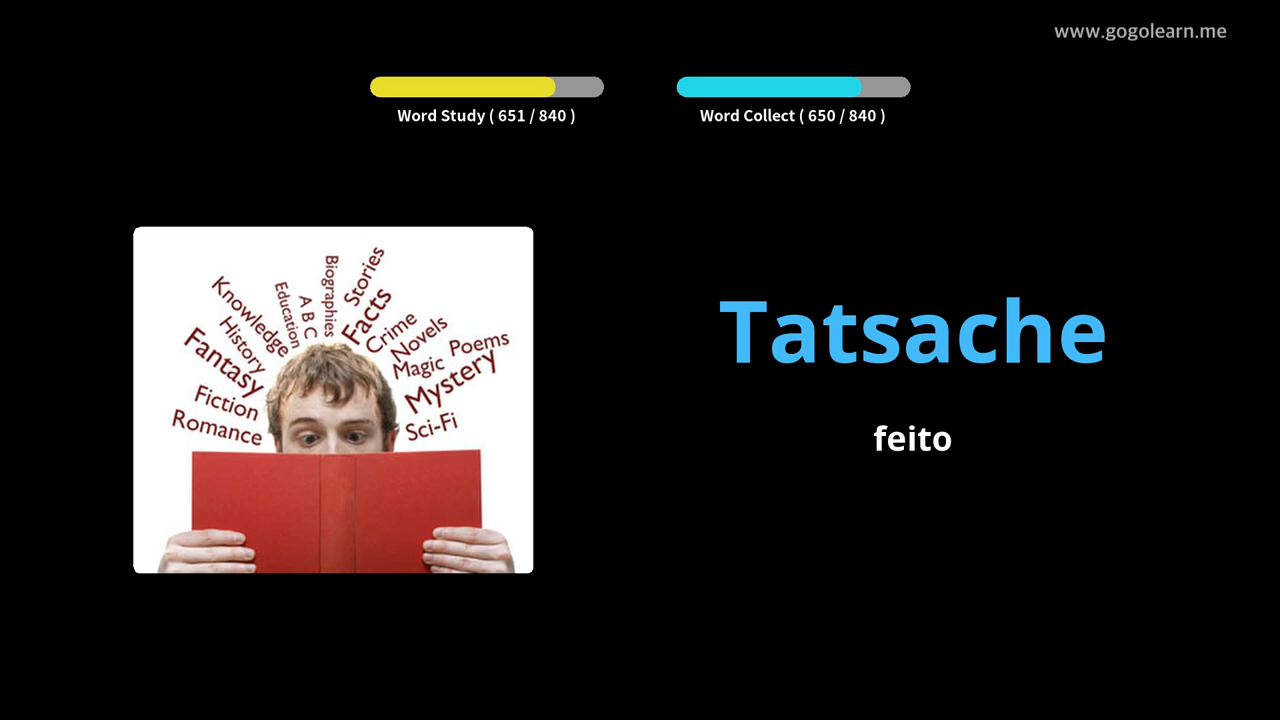 www.gogolearn.me
Word Study ( 651 / 840 )
Word Collect ( 650 / 840 )
Tatsache
feito
Romance
Fiction
Fantasy
History
Knowledge
Education
A B C
Biographies
Stories
Facts
Crime
Novels
Magic
Poems
Mystery
Sci-Fi